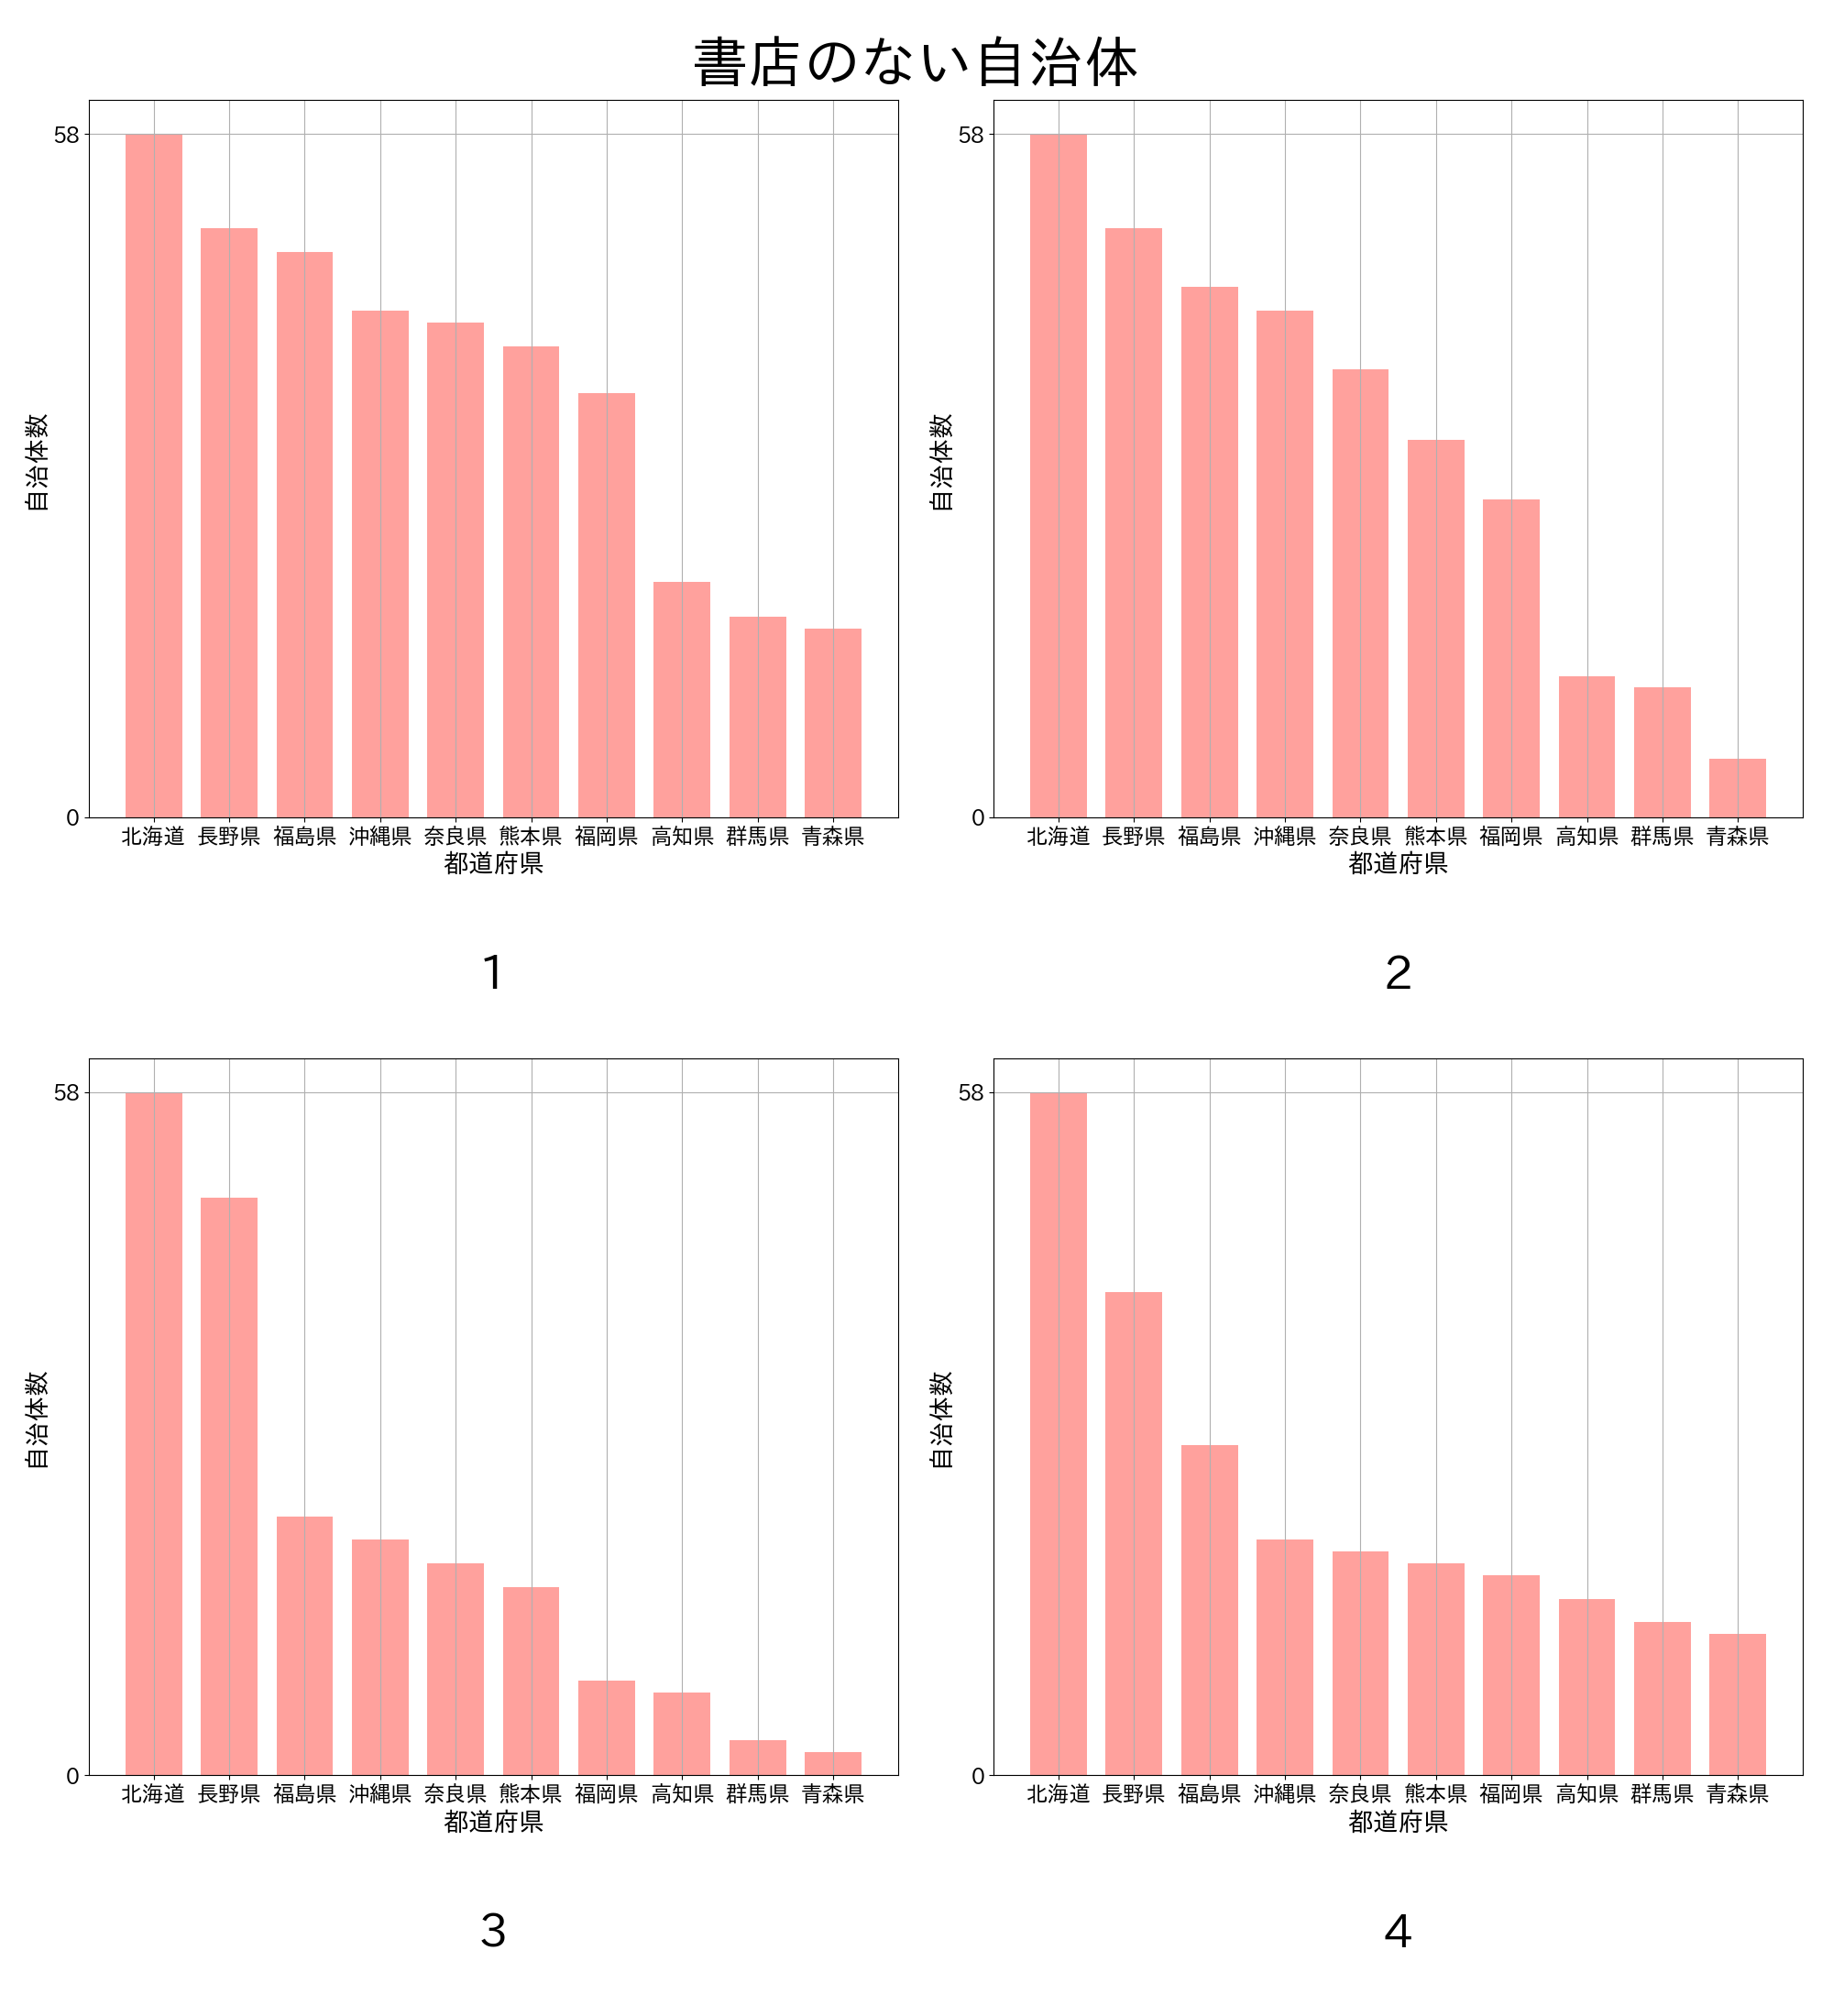 書店のない自治体
58
0
自治体数
北海道 長野県 福島県 沖縄県 奈良県 熊本県 福岡県 高知県 群馬県 青森県
都道府県
1
58
0
自治体数
北海道 長野県 福島県 沖縄県 奈良県 熊本県 福岡県 高知県 群馬県 青森県
都道府県
2
58
0
自治体数
北海道 長野県 福島県 沖縄県 奈良県 熊本県 福岡県 高知県 群馬県 青森県
都道府県
3
58
0
自治体数
北海道 長野県 福島県 沖縄県 奈良県 熊本県 福岡県 高知県 群馬県 青森県
都道府県
4